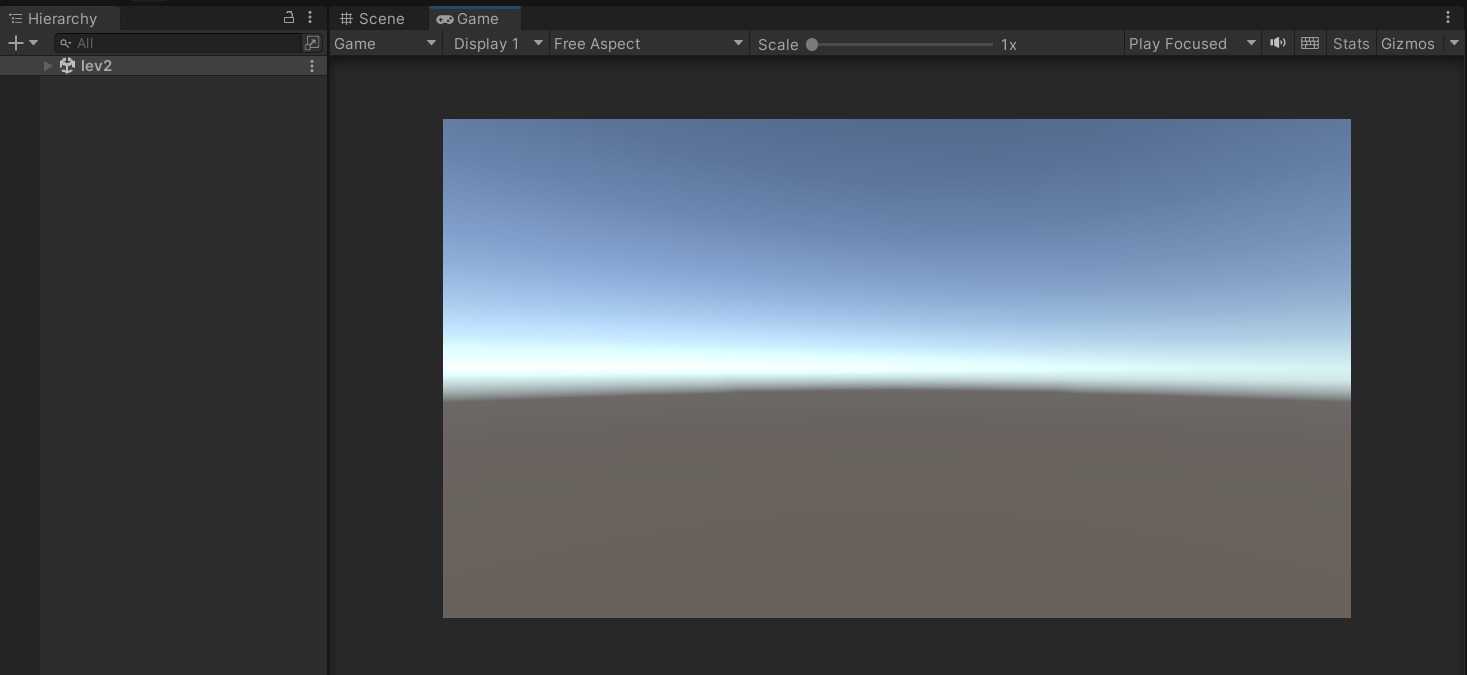 Hierarchy
All
lev2
Scene
Game
Game
Display 1
Free Aspect
Scale
1x
Play Focused
Stats
Gizmos